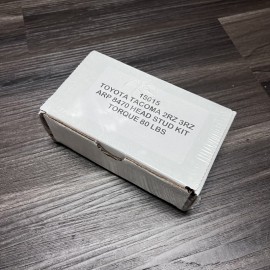 15615
TOYOTA TACOMA 2RZ 3RZ
ARP 8470 HEAD STUD KIT
TORQUE 80 LBS